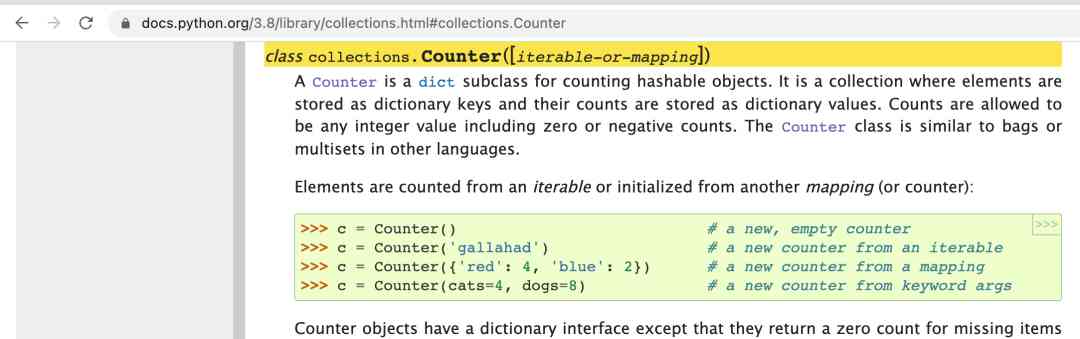 docs.python.org/3.8/library/collections.html#collections.Counter
class collections.Counter([iterable-or-mapping])
A Counter is a dict subclass for counting hashable objects. It is a collection where elements are
stored as dictionary keys and their counts are stored as dictionary values. Counts are allowed to
be any integer value including zero or negative counts. The Counter class is similar to bags or
multisets in other languages.
Elements are counted from an iterable or initialized from another mapping (or counter):
>>>
>>> c = Counter() # a new, empty counter
>>> c = Counter('gallahad') # a new counter from an iterable
>>> c = Counter({'red': 4, 'blue': 2}) # a new counter from a mapping
>>> c = Counter(cats=4, dogs=8) # a new counter from keyword args
Counter objects have a dictionary interface except that they return a zero count for missing items